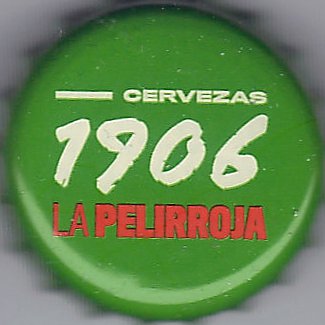 CERVEZAS
1906
LA PELIRROJA